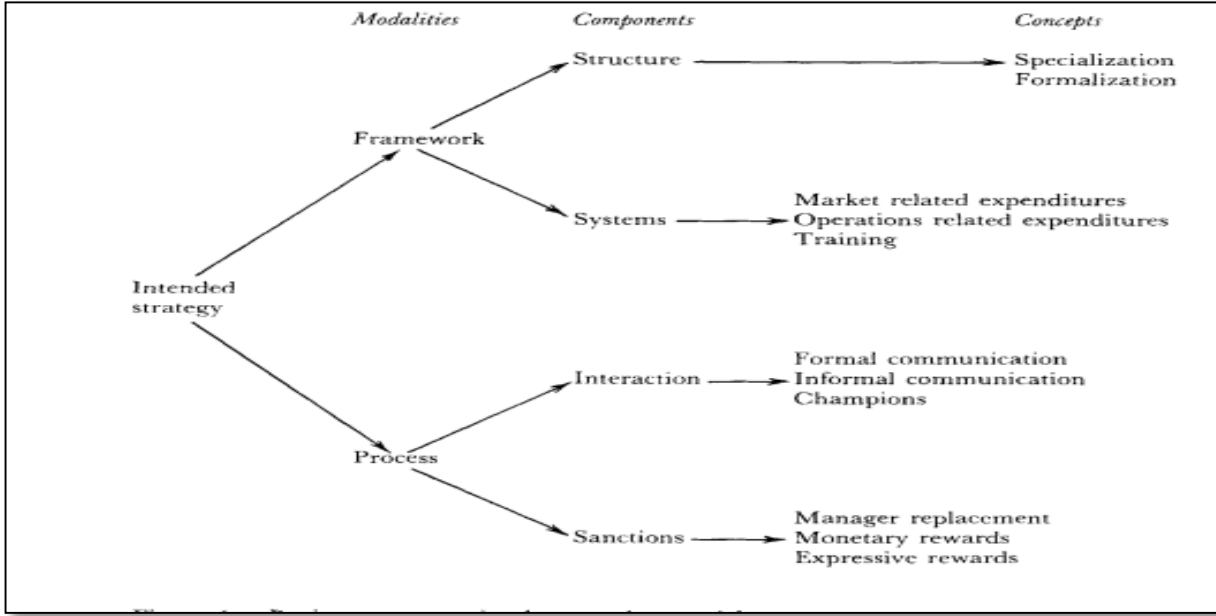 Modalities Components Concepts
Structure Specialization
Formalization
Framework
Market related expenditures
Systems Operations related expenditures
Training
Intended
strategy
Formal communication
Interaction Informal communication
Champions
Process
Manager replacement
Sanctions Monetary rewards
Expressive rewards